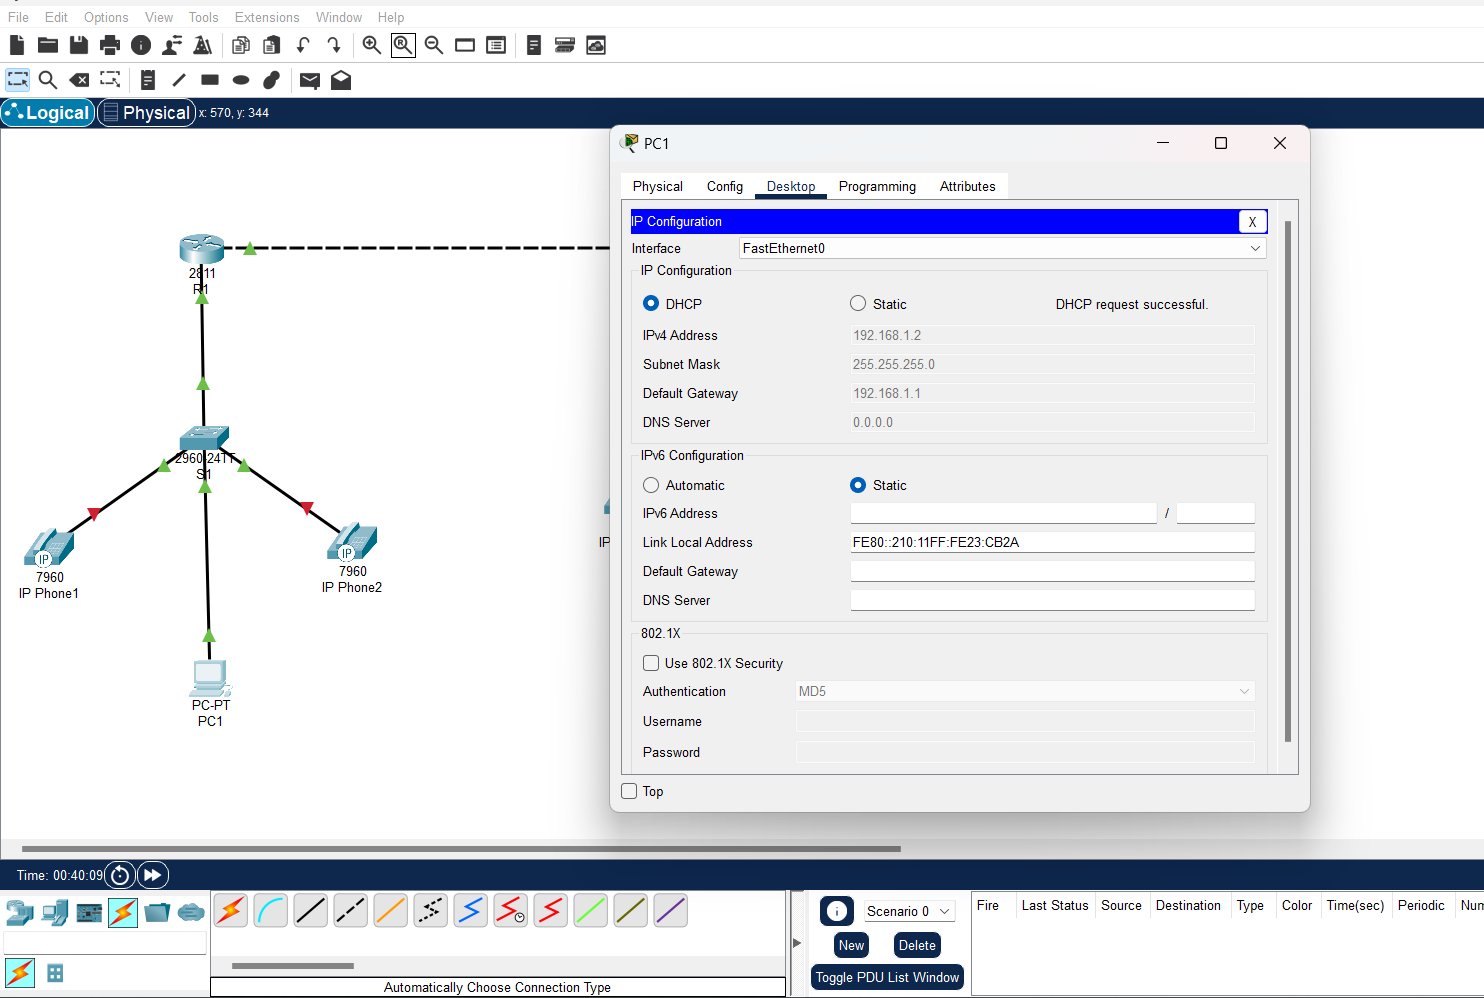 File Edit Options View Tools Extensions Window Help
Logical Physical x: 570, y: 344
PC1
Physical Config Desktop Programming Attributes
IP Configuration X
Interface FastEthernet0
IP Configuration
DHCP Static DHCP request successful.
IPv4 Address 192.168.1.2
Subnet Mask 255.255.255.0
Default Gateway 192.168.1.1
DNS Server 0.0.0.0
IPv6 Configuration
Automatic Static
IPv6 Address /
Link Local Address FE80::210:11FF:FE23:CB2A
Default Gateway
DNS Server
802.1X
Use 802.1X Security
Authentication MD5
Username
Password
Top
2811
R1
2960-24TT
S1
IP
7960
IP Phone1
IP
7960
IP Phone2
IP
PC-PT
PC1
Time: 00:40:09
Automatically Choose Connection Type
Scenario 0
New Delete
Toggle PDU List Window
Fire Last Status Source Destination Type Color Time(sec) Periodic Num